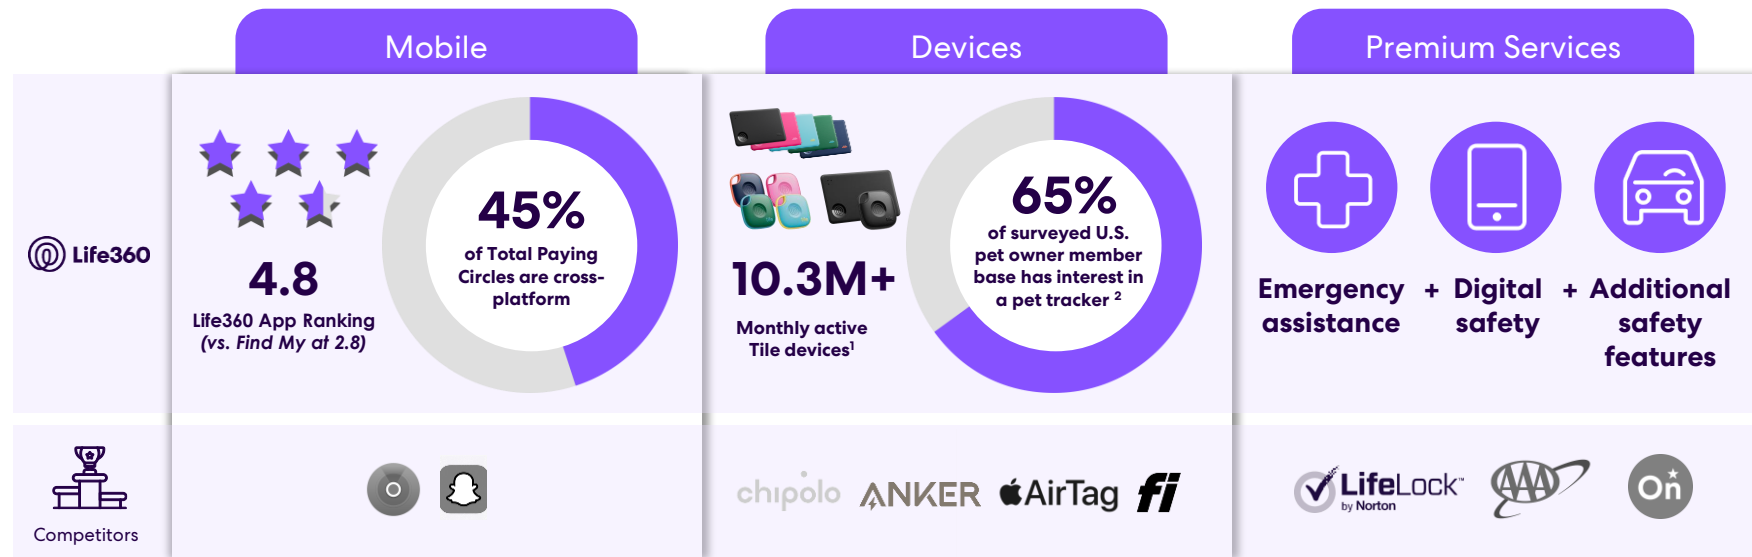 Mobile
Devices
Premium Services
Life360
4.8
Life360 App Ranking
(vs. Find My at 2.8)
45%
of Total Paying
Circles are cross-
platform
10.3M+
Monthly active
Tile devices¹
65%
of surveyed U.S.
pet owner member
base has interest in
a pet tracker ²
Emergency
assistance
+
Digital
safety
+
Additional
safety
features
Competitors
chipolo
ANKER
AirTag
fi
LifeLock™
by Norton
AAA
On